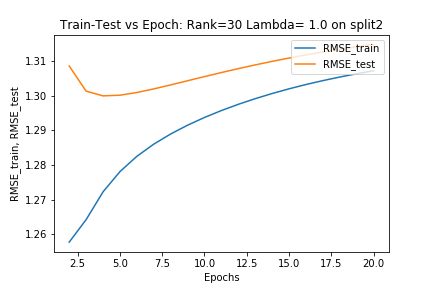 Train-Test vs Epoch: Rank=30 Lambda= 1.0 on split2
RMSE_train
RMSE_test
RMSE_train, RMSE_test
1.31
1.30
1.29
1.28
1.27
1.26
2.5 5.0 7.5 10.0 12.5 15.0 17.5 20.0
Epochs